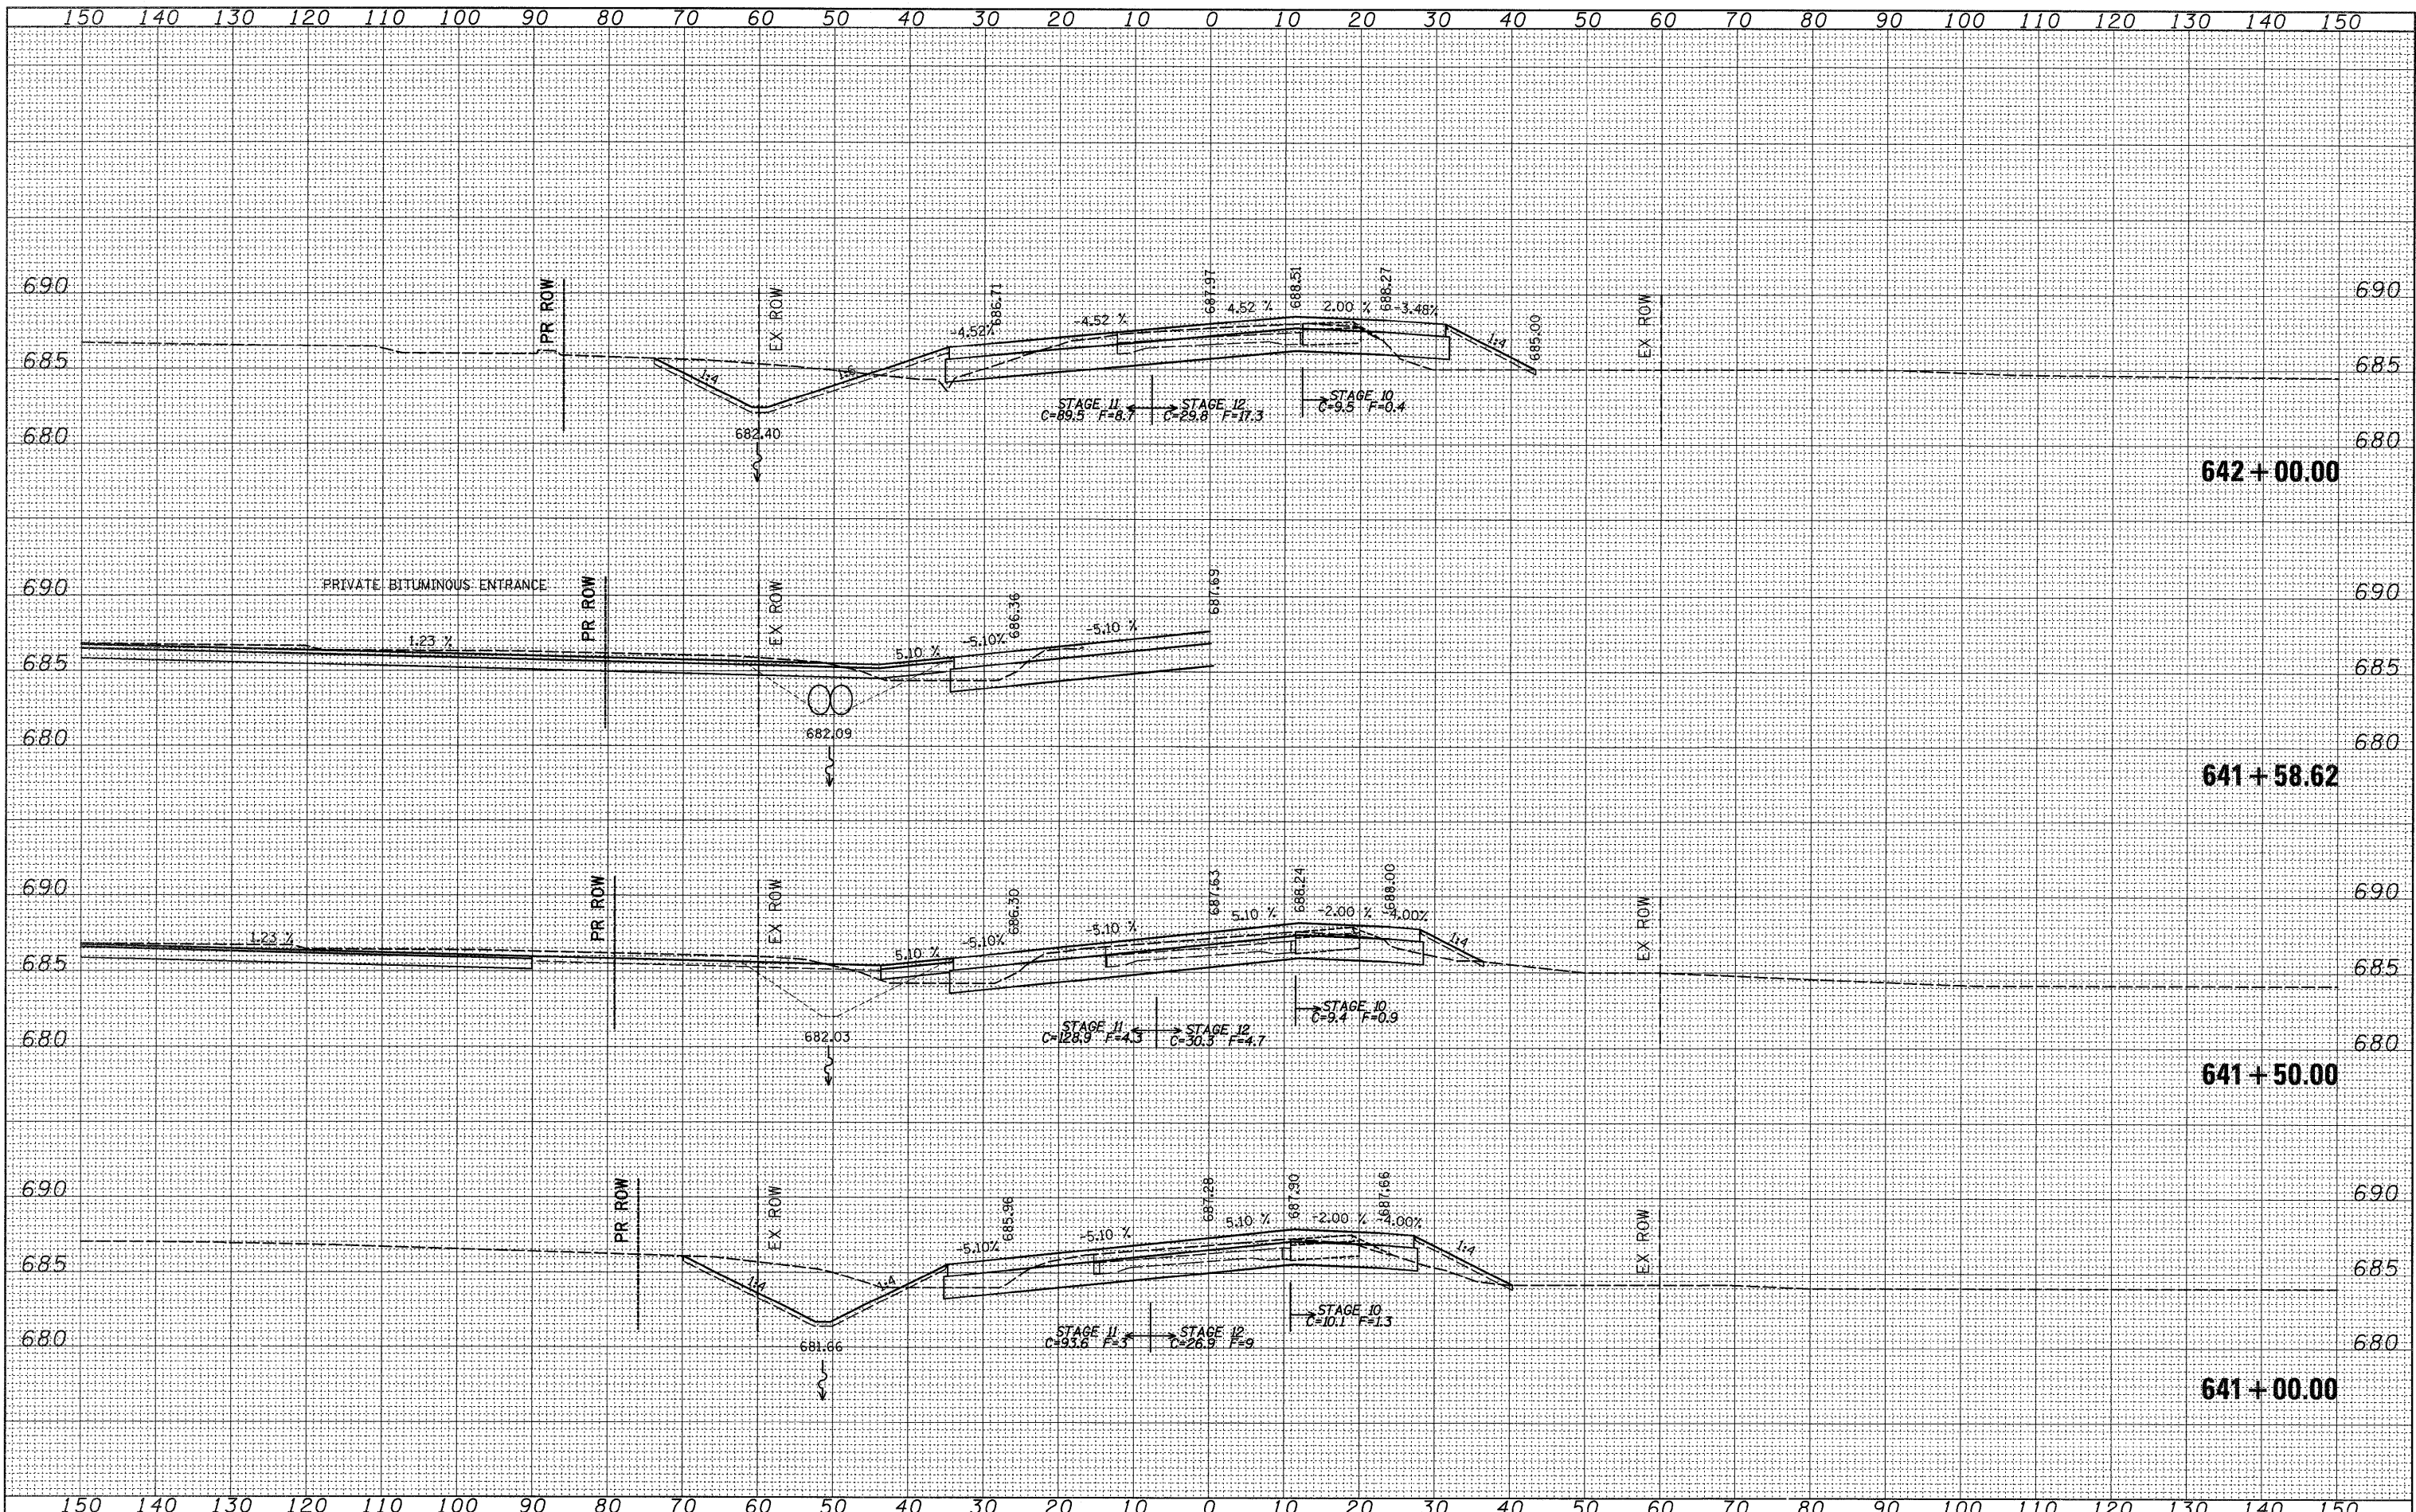 150 140 130 120 110 100 90 80 70 60 50 40 30 20 10 0 10 20 30 40 50 60 70 80 90 100 110 120 130 140 150
690 PR ROW EX ROW 686.71 687.97 688.51 688.27 EX ROW 690
-4.52% -4.52 % 4.52 % 2.00 % -3.48%
685 1:4 1:6 1:4 685.00 685
STAGE 11 STAGE 12 STAGE 10
C=89.5 F=8.7 C=29.8 F=17.3 C=9.5 F=0.4
680 682.40 680
642+00.00
690 PRIVATE BITUMINOUS ENTRANCE PR ROW EX ROW 686.36 687.69 690
1.23 % 5.10 % -5.10% -5.10 %
685 685
680 682.09 680
641+58.62
690 PR ROW EX ROW 686.30 687.63 688.24 688.00 EX ROW 690
1.23 % 5.10 % -5.10% -5.10 % 5.10 % -2.00 % -4.00%
685 1:4 685
STAGE 10
C=9.4 F=0.9
STAGE 11 STAGE 12
C=128.9 F=4.3 C=30.3 F=4.7
680 682.03 680
641+50.00
690 PR ROW EX ROW 685.96 687.28 687.90 687.66 EX ROW 690
-5.10% -5.10 % 5.10 % -2.00 % -4.00%
685 1:4 1:4 1:4 685
STAGE 10
C=10.1 F=1.3
STAGE 11 STAGE 12
C=93.6 F=3 C=26.9 F=9
680 681.66 680
641+00.00
150 140 130 120 110 100 90 80 70 60 50 40 30 20 10 0 10 20 30 40 50 60 70 80 90 100 110 120 130 140 150